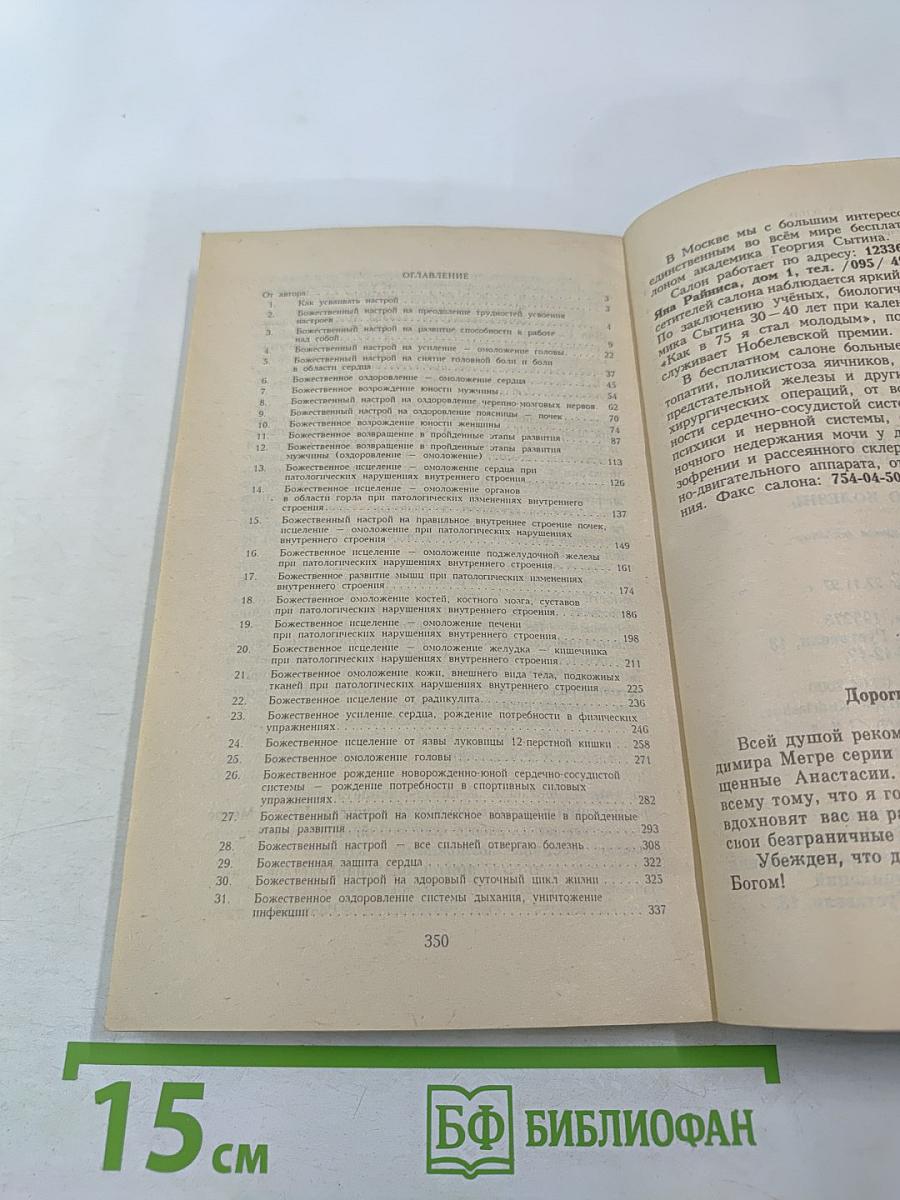 ОГЛАВЛЕНИЕ
От автора
1. Как усваивать настрой 3
2. Божественный настрой на преодоление трудностей усвоения
настроев 4
3. Божественный настрой на развитие способности к работе
над собой 9
4. Божественный настрой на усиление — омоложение головы 22
5. Божественный настрой на снятие головной боли и боли
в области сердца 37
6. Божественное оздоровление — омоложение сердца 45
7. Божественное возрождение юности мужчины 54
8. Божественный настрой на оздоровление черепно-мозговых нервов 62
9. Божественный настрой на оздоровление поясницы — почек 70
10. Божественное возрождение юности женщины 74
11. Божественное возвращение в пройденные этапы развития 87
12. Божественное возвращение в пройденные этапы развития
мужчины (оздоровление — омоложение) 113
13. Божественное исцеление — омоложение сердца при
патологических нарушениях внутреннего строения 126
14. Божественное исцеление — омоложение органов
в области горла при патологических изменениях внутреннего
строения 137
15. Божественный настрой на правильное внутреннее строение почек,
исцеление — омоложение при патологических нарушениях
внутреннего строения 149
16. Божественное исцеление — омоложение поджелудочной железы
при патологических нарушениях внутреннего строения 161
17. Божественное развитие мышц при патологических изменениях
внутреннего строения 174
18. Божественное омоложение костей, костного мозга, суставов
при патологических нарушениях внутреннего строения 186
19. Божественное исцеление — омоложение печени
при патологических нарушениях внутреннего строения 198
20. Божественное исцеление — омоложение желудка — кишечника
при патологических нарушениях внутреннего строения 211
21. Божественное омоложение кожи, внешнего вида тела, подкожных
тканей при патологических нарушениях внутреннего строения 225
22. Божественное исцеление от радикулита 236
23. Божественное усиление сердца, рождение потребности в физических
упражнениях 246
24. Божественное исцеление от язвы луковицы 12-перстной кишки 258
25. Божественное омоложение головы 271
26. Божественное рождение новорожденно-юной сердечно-сосудистой
системы — рождение потребности в спортивных силовых
упражнениях 282
27. Божественный настрой на комплексное возвращение в пройденные
этапы развития 293
28. Божественный настрой — все сильней отвергаю болезнь 308
29. Божественная защита сердца 322
30. Божественный настрой на здоровый суточный цикл жизни 325
31. Божественное оздоровление системы дыхания, уничтожение
инфекции 337
350
В Москве мы с большим интересо
единственным во всём мире бесплат
лоном академика Георгия Сытина.
Салон работает по адресу: 12336
Яна Райниса, дом 1, тел. /095/ 49
сетителей салона наблюдается яркий
По заключению учёных, биологич
мика Сытина 30—40 лет при кален
«Как в 75 я стал молодым», по
служивает Нобелевской премии.
В бесплатном салоне больные
топатии, поликистоза яичников,
предстательной железы и други
хирургических операций, от во
ности сердечно-сосудистой систе
психики и нервной системы,
ночного недержания мочи у д
зофрении и рассеянного склер
но-двигательного аппарата, от
ния. Факс салона: 754-04-50
Дороги
Всей душой реком
димира Мегре серии
щенные Анастасии.
всему тому, что я го
вдохновят вас на ра
свои безграничные
Убежден, что д
Богом!
15 см
БФ БИБЛИОФАН